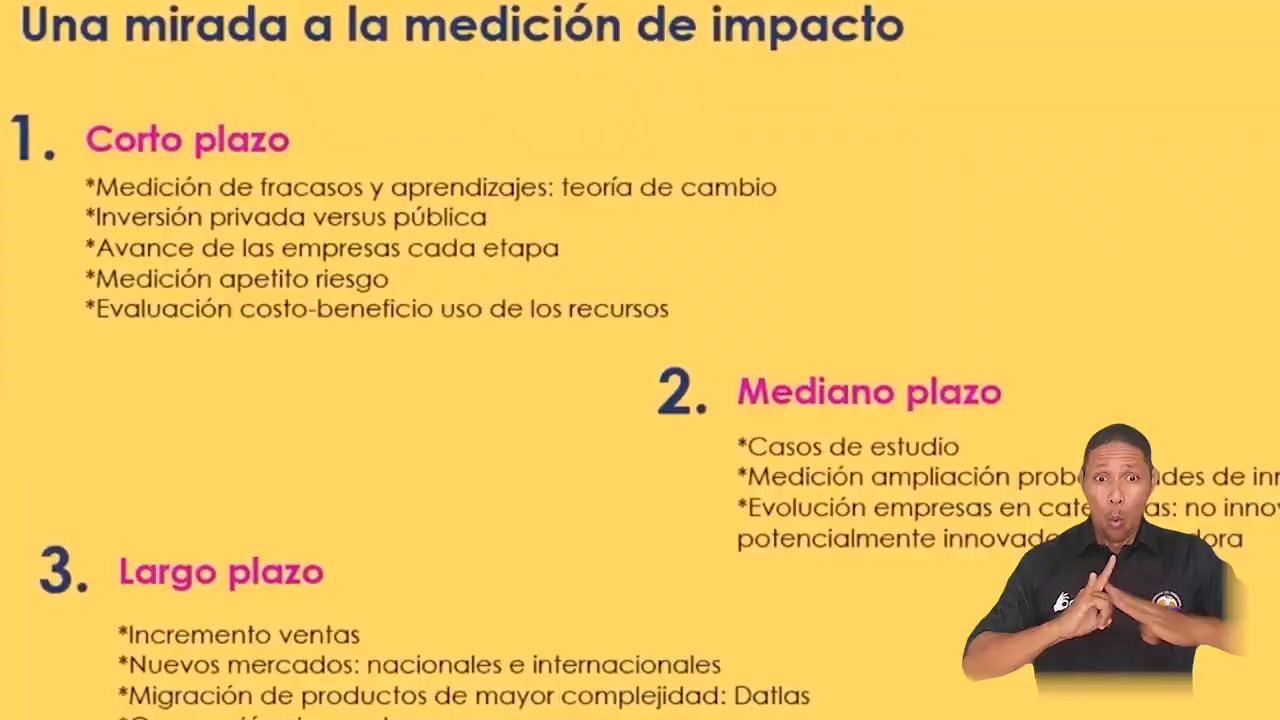 Una mirada a la medición de impacto
1. Corto plazo
*Medición de fracasos y aprendizajes: teoría de cambio
*Inversión privada versus pública
*Avance de las empresas cada etapa
*Medición apetito riesgo
*Evaluación costo-beneficio uso de los recursos
2. Mediano plazo
*Casos de estudio
*Medición ampliación de
*Evolución empresas en no
potencialmente
3. Largo plazo
*Incremento ventas
*Nuevos mercados: nacionales e internacionales
*Migración de productos de mayor complejidad: Datlas